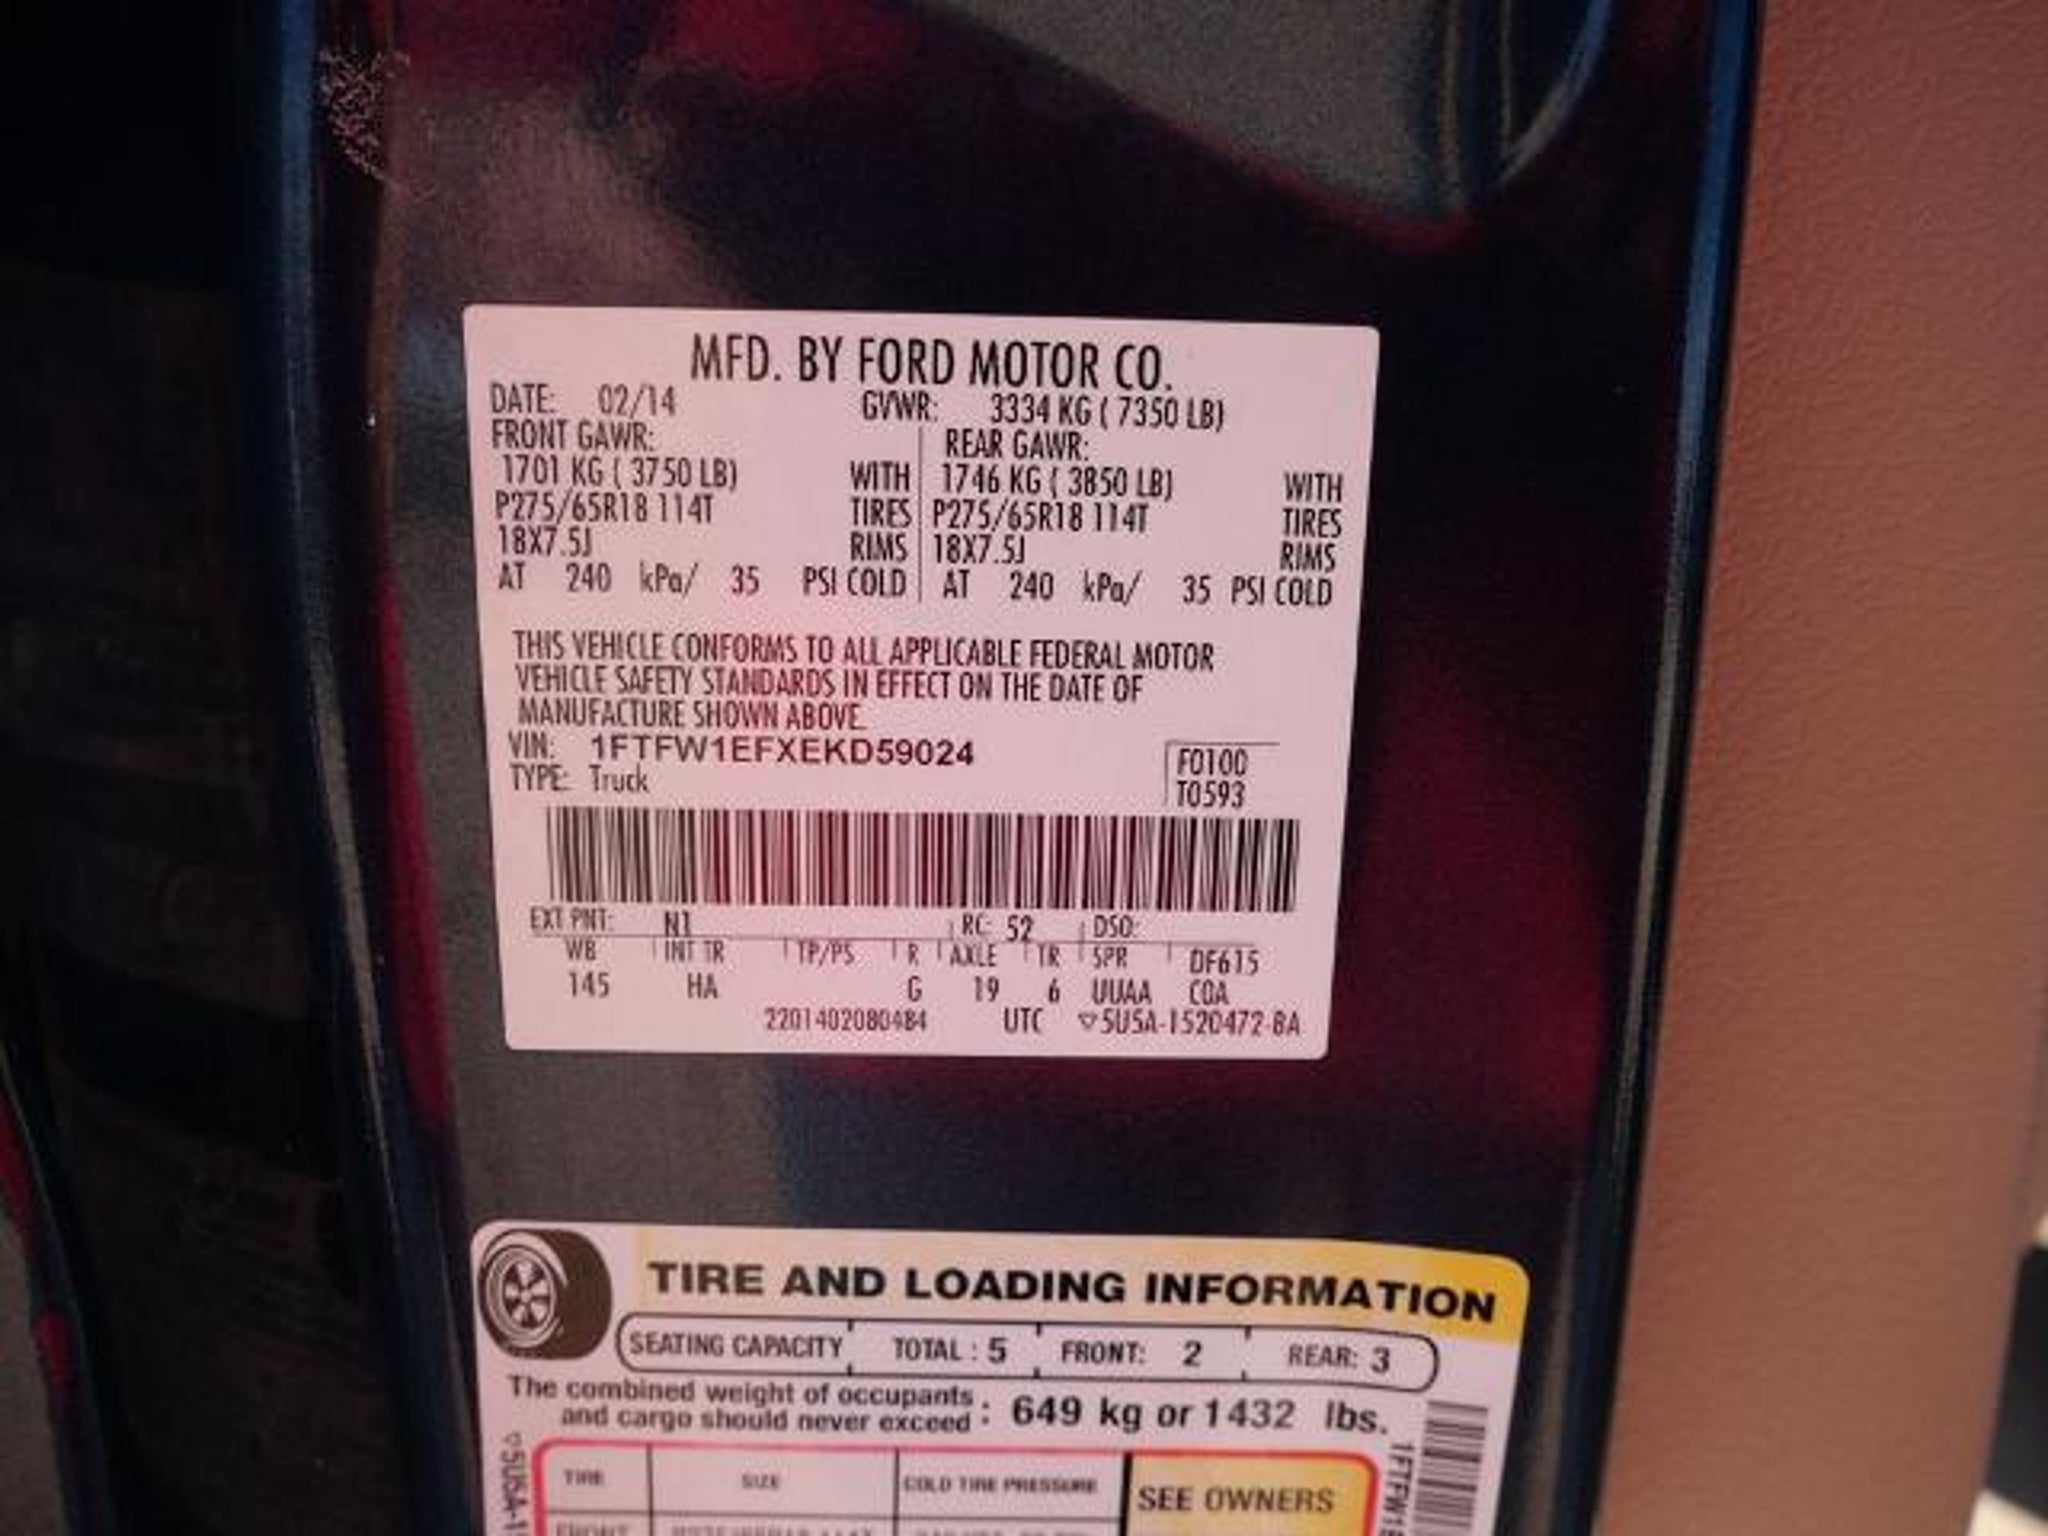 MFD. BY FORD MOTOR CO.
DATE: 02/14 GVWR: 3334 KG ( 7350 LB)
FRONT GAWR: REAR GAWR:
1701 KG ( 3750 LB) WITH 1746 KG ( 3850 LB) WITH
P275/65R18 114T TIRES P275/65R18 114T TIRES
18X7.5J RIMS 18X7.5J RIMS
AT 240 kPa/ 35 PSI COLD AT 240 kPa/ 35 PSI COLD
THIS VEHICLE CONFORMS TO ALL APPLICABLE FEDERAL MOTOR
VEHICLE SAFETY STANDARDS IN EFFECT ON THE DATE OF
MANUFACTURE SHOWN ABOVE.
VIN: 1FTFW1EFXEKD59024 F0100
TYPE: Truck T0593
EXT PNT: N1 RC: 52 DSO:
WB INT TR TP/PS R AXLE TR SPR DF615
145 HA G 19 6 UUAA COA
2201402080484 UTC ▽5U5A-1520472-BA
TIRE AND LOADING INFORMATION
SEATING CAPACITY TOTAL : 5 FRONT: 2 REAR: 3
The combined weight of occupants
and cargo should never exceed : 649 kg or 1432 lbs.
TIRE SIZE COLD TIRE PRESSURE SEE OWNERS
FRONT